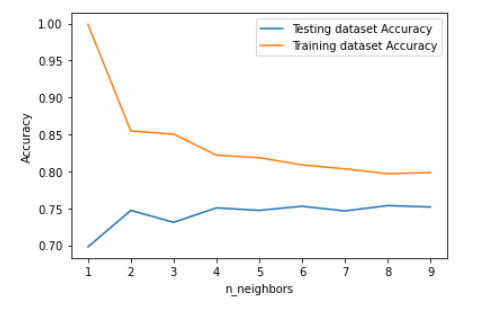 Testing dataset Accuracy
Training dataset Accuracy
1.00
0.95
0.90
0.85
0.80
0.75
0.70
Accuracy
1 2 3 4 5 6 7 8 9
n_neighbors